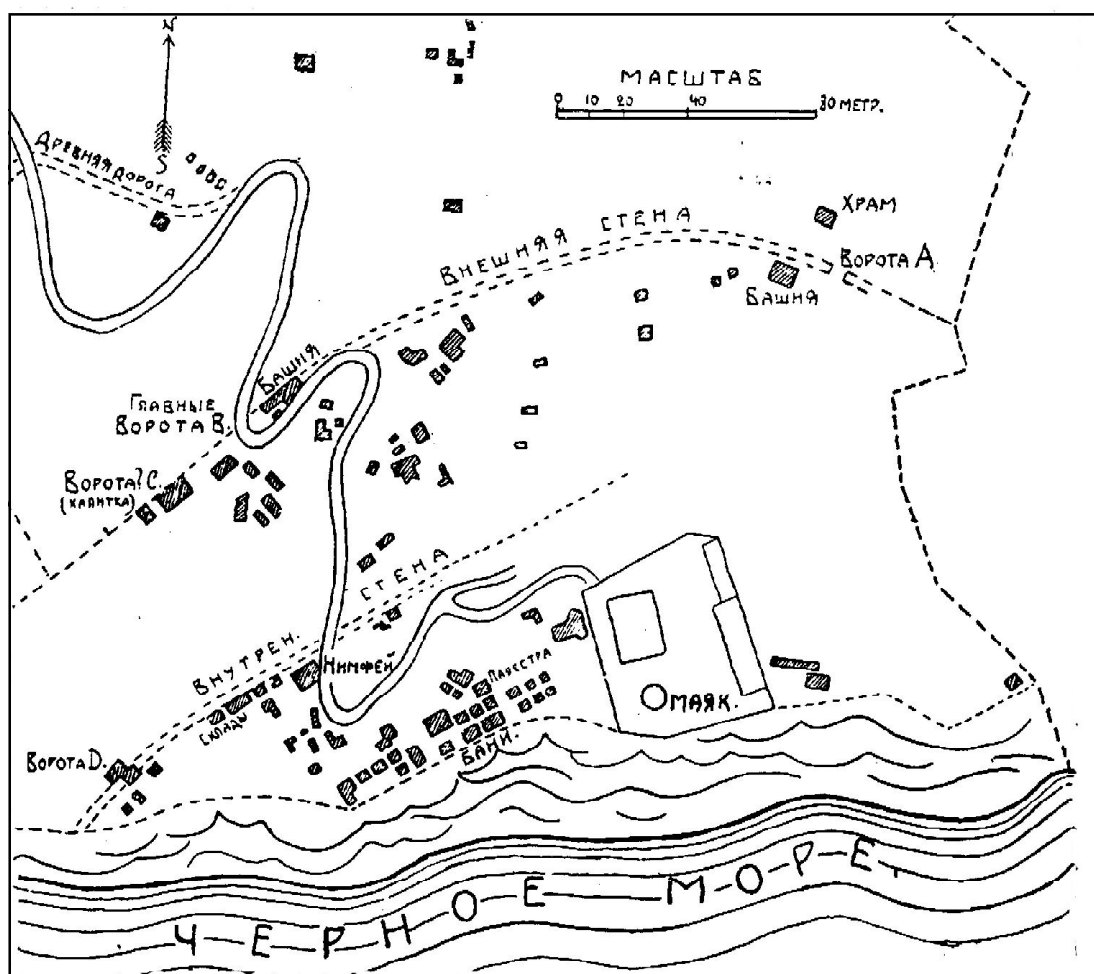 N
МАСШТАБ
0 10 20 40 80 МЕТР.
S
ДРЕВНЯЯ ДОРОГА
ХРАМ
ВНЕШНЯЯ СТЕНА
ВОРОТА А.
БАШНЯ
БАШНЯ
ГЛАВНЫЕ
ВОРОТА В.
ВОРОТА? С.
(КАЛИТКА)
ВНУТРЕН. СТЕНА
НИМФЕЙ
ПАЛЕСТРА
МАЯК.
СКЛАДЫ
БАНИ.
ВОРОТА D.
ЧЕРНОЕ МОРЕ.